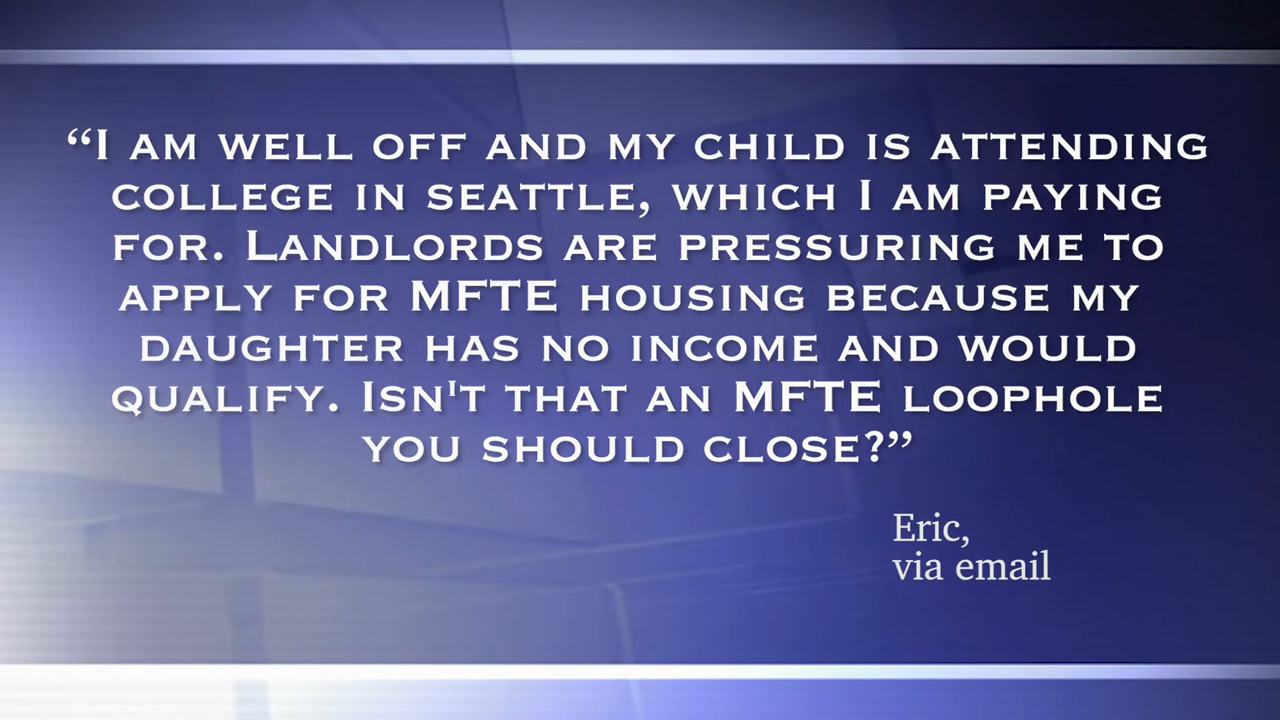 “I AM WELL OFF AND MY CHILD IS ATTENDING
COLLEGE IN SEATTLE, WHICH I AM PAYING
FOR. LANDLORDS ARE PRESSURING ME TO
APPLY FOR MFTE HOUSING BECAUSE MY
DAUGHTER HAS NO INCOME AND WOULD
QUALIFY. ISN'T THAT AN MFTE LOOPHOLE
YOU SHOULD CLOSE?”
Eric,
via email